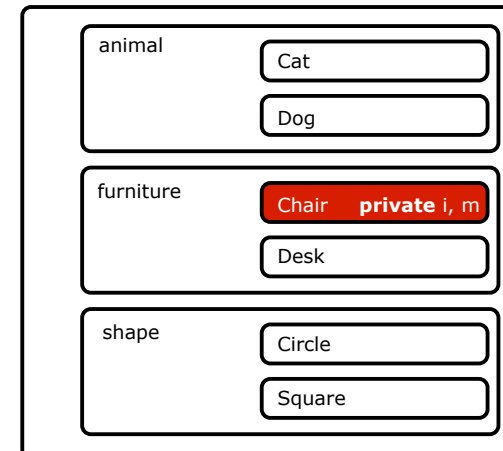 animal
Cat
Dog
furniture
Chair private i, m
Desk
shape
Circle
Square